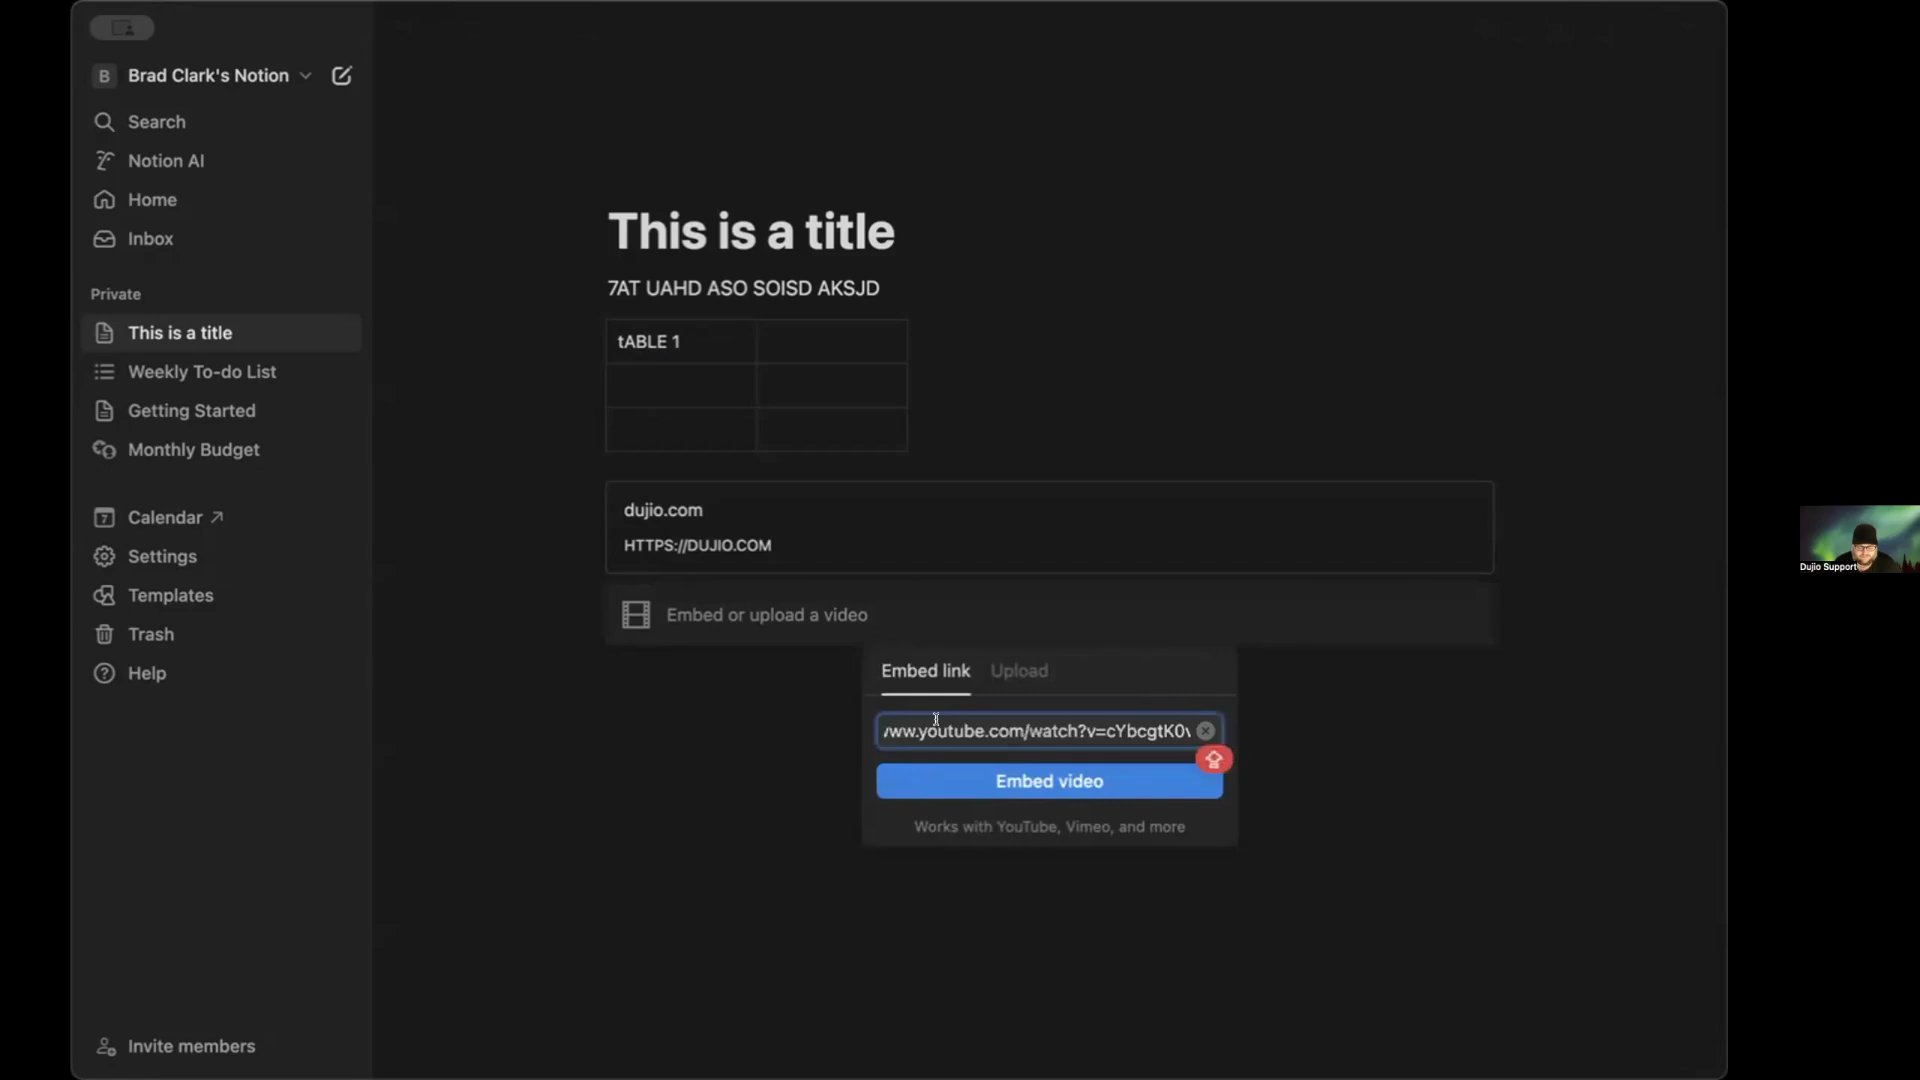 B Brad Clark's Notion
Search
Notion AI
Home
Inbox
Private
This is a title
Weekly To-do List
Getting Started
Monthly Budget
7 Calendar ↗
Settings
Templates
Trash
Help
Invite members
This is a title
7AT UAHD ASO SOISD AKSJD
tABLE 1
dujio.com
HTTPS://DUJIO.COM
Embed or upload a video
Embed link Upload
www.youtube.com/watch?v=cYbcgtK0
Embed video
Works with YouTube, Vimeo, and more
Dujio Support